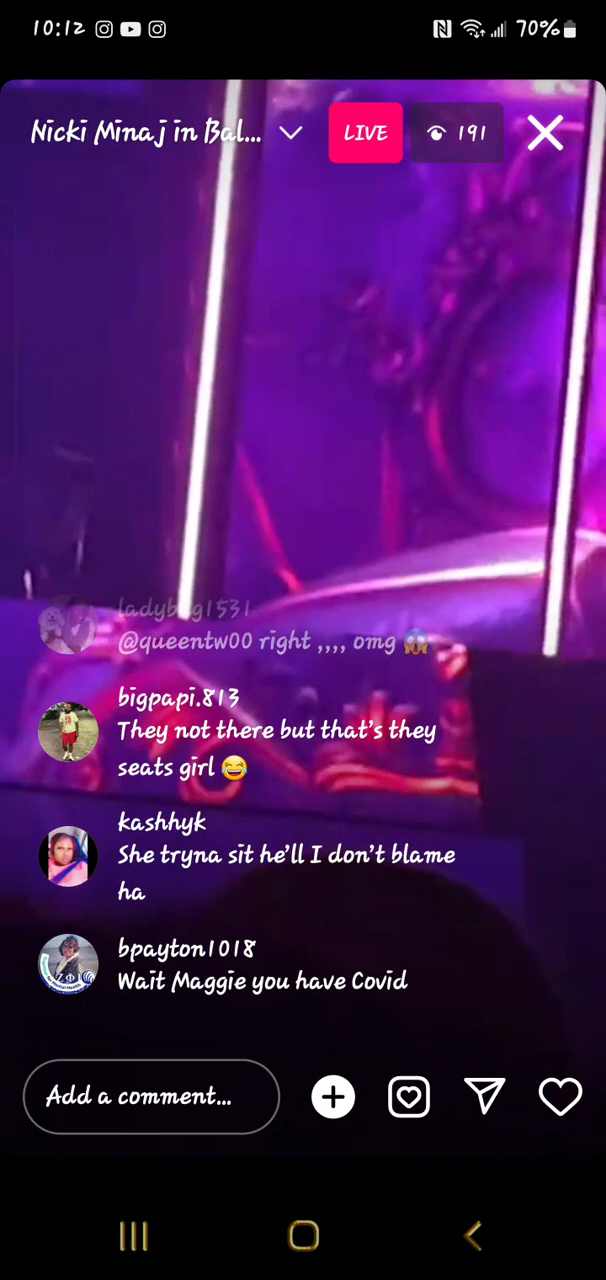 10:12
70%
Nicki Minaj in Bal...
LIVE
191
ladybug1531
@queentw00 right ,,,, omg 😱
bigpapi.813
They not there but that's they
seats girl 😂
kashhyk
She tryna sit he'll I don't blame
ha
bpayton1018
Wait Maggie you have Covid
Add a comment...